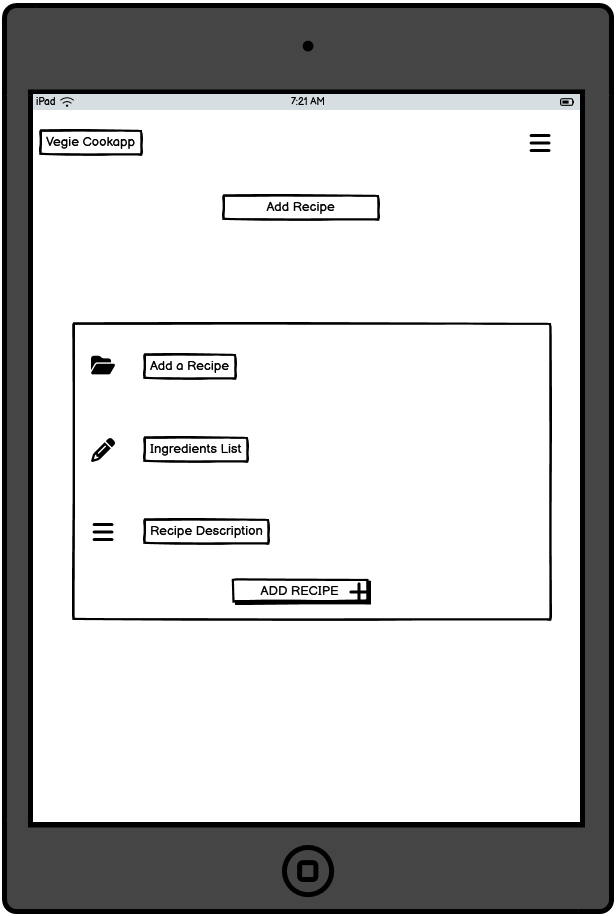 iPad 7:21 AM
Vegie Cookapp
Add Recipe
Add a Recipe
Ingredients List
Recipe Description
ADD RECIPE